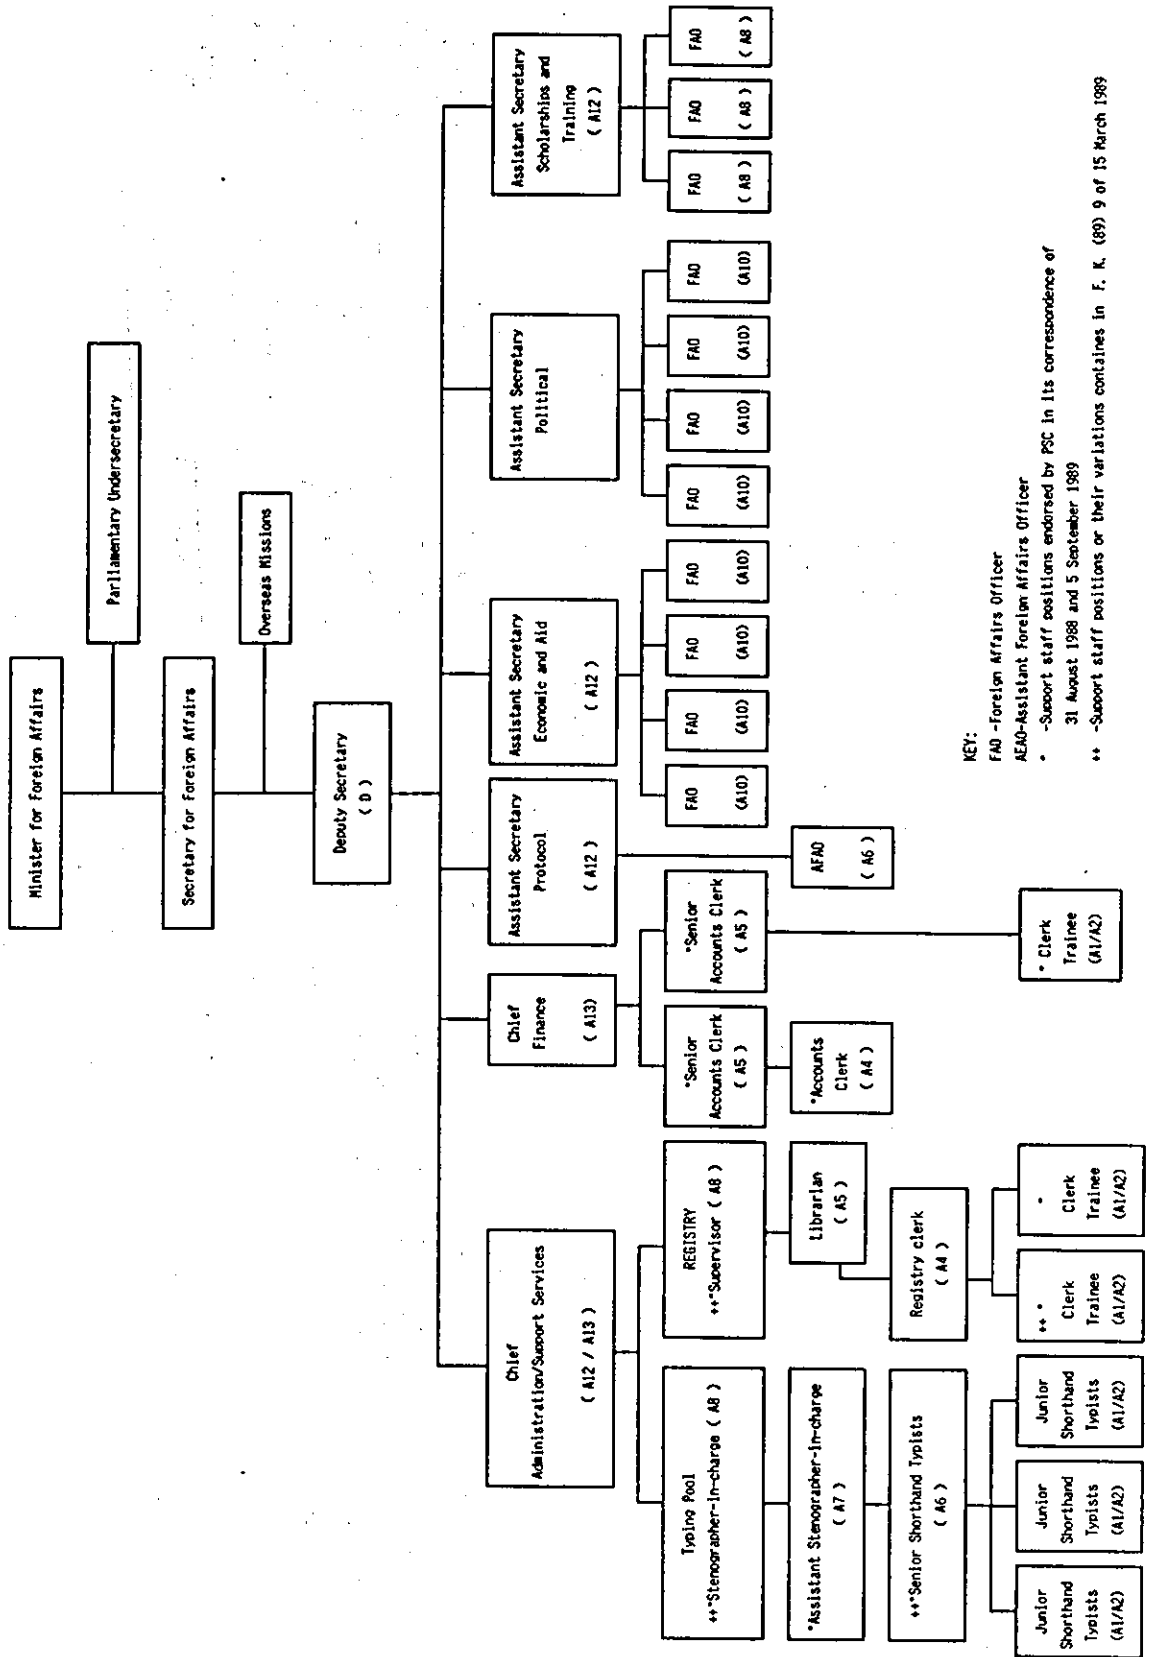 Minister for Foreign Affairs
Parliamentary Undersecretary
Secretary for Foreign Affairs
Overseas Missions
Deputy Secretary
( D )
Chief
Administration/Support Services
( A12 / A13 )
Chief
Finance
( A13)
Assistant Secretary
Protocol
( A12 )
Assistant Secretary
Economic and Aid
( A12 )
Assistant Secretary
Political
Assistant Secretary
Scholarships and
Training
( A12 )
Typing Pool
++*Stenographer-in-charge ( A8 )
REGISTRY
++*Supervisor ( A8 )
*Senior
Accounts Clerk
( A5 )
*Senior
Accounts Clerk
( A5 )
FAO
(A10)
FAO
(A10)
FAO
(A10)
FAO
(A10)
FAO
(A10)
FAO
(A10)
FAO
(A10)
FAO
(A10)
FAO
( A8 )
FAO
( A8 )
FAO
( A8 )
*Assistant Stenographer-in-charge
( A7 )
Librarian
( A5 )
*Accounts
Clerk
( A4 )
AFAO
( A6 )
++*Senior Shorthand Typists
( A6 )
Registry clerk
( A4 )
Junior
Shorthand
Typists
(A1/A2)
Junior
Shorthand
Typists
(A1/A2)
Junior
Shorthand
Typists
(A1/A2)
++ *
Clerk
Trainee
(A1/A2)
*
Clerk
Trainee
(A1/A2)
* Clerk
Trainee
(A1/A2)
KEY:
FAO -Foreign Affairs Officer
AEAO-Assistant Foreign Affairs Officer
* -Support staff positions endorsed by PSC in its correspondence of
31 August 1988 and 5 September 1989
++ -Support staff positions or their variations containes in F. K. (89) 9 of 15 March 1989